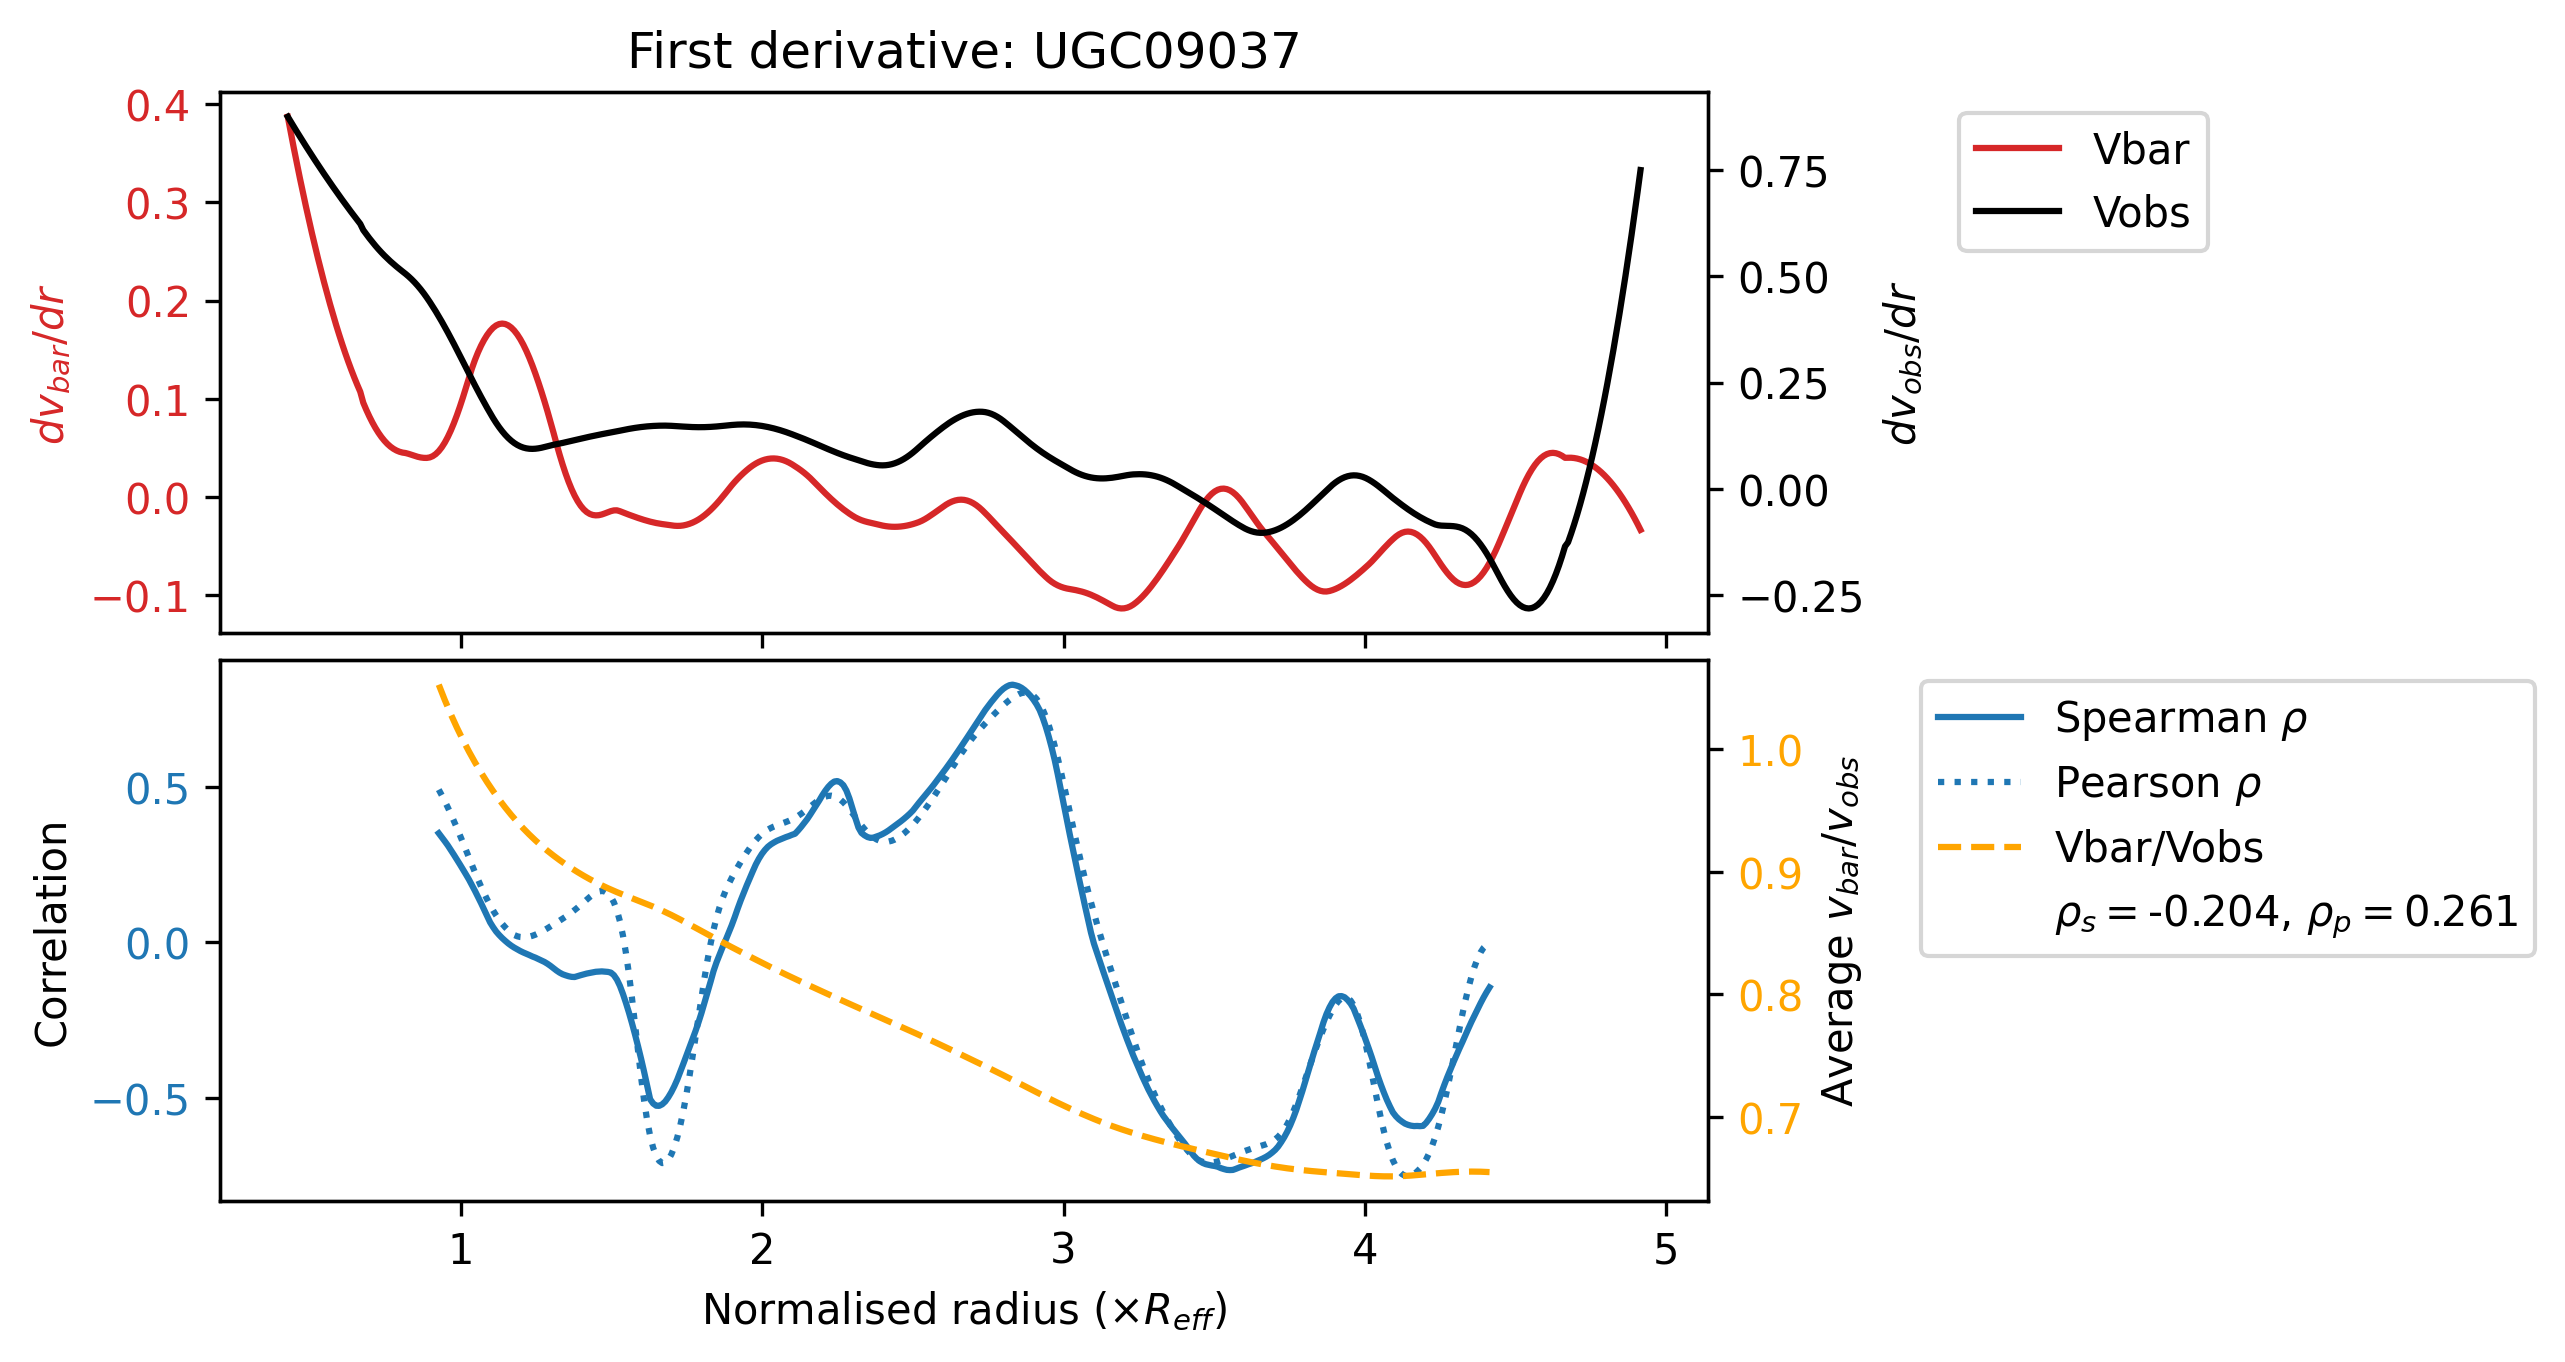 First derivative: UGC09037
0.4
0.3
0.2
0.1
0.0
−0.1
dv_bar/dr
0.75
0.50
0.25
0.00
−0.25
dv_obs/dr
Vbar
Vobs
0.5
0.0
−0.5
Correlation
1.0
0.9
0.8
0.7
Average v_bar/v_obs
Spearman ρ
Pearson ρ
Vbar/Vobs
ρ_s = -0.204, ρ_p = 0.261
1 2 3 4 5
Normalised radius (×R_eff)